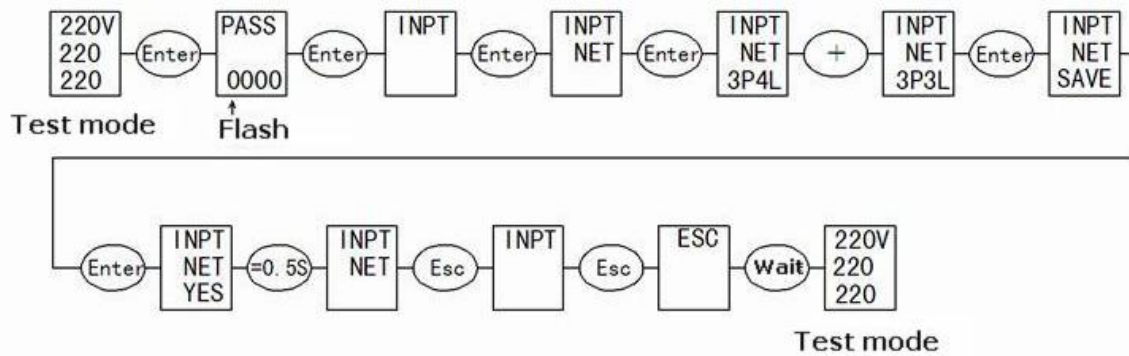 220V
220
220
Enter
PASS
0000
Enter
INPT
Enter
INPT
NET
Enter
INPT
NET
3P4L
+
INPT
NET
3P3L
Enter
INPT
NET
SAVE
Test mode
Flash
Enter
INPT
NET
YES
=0.5S
INPT
NET
Esc
INPT
Esc
ESC
Wait
220V
220
220
Test mode